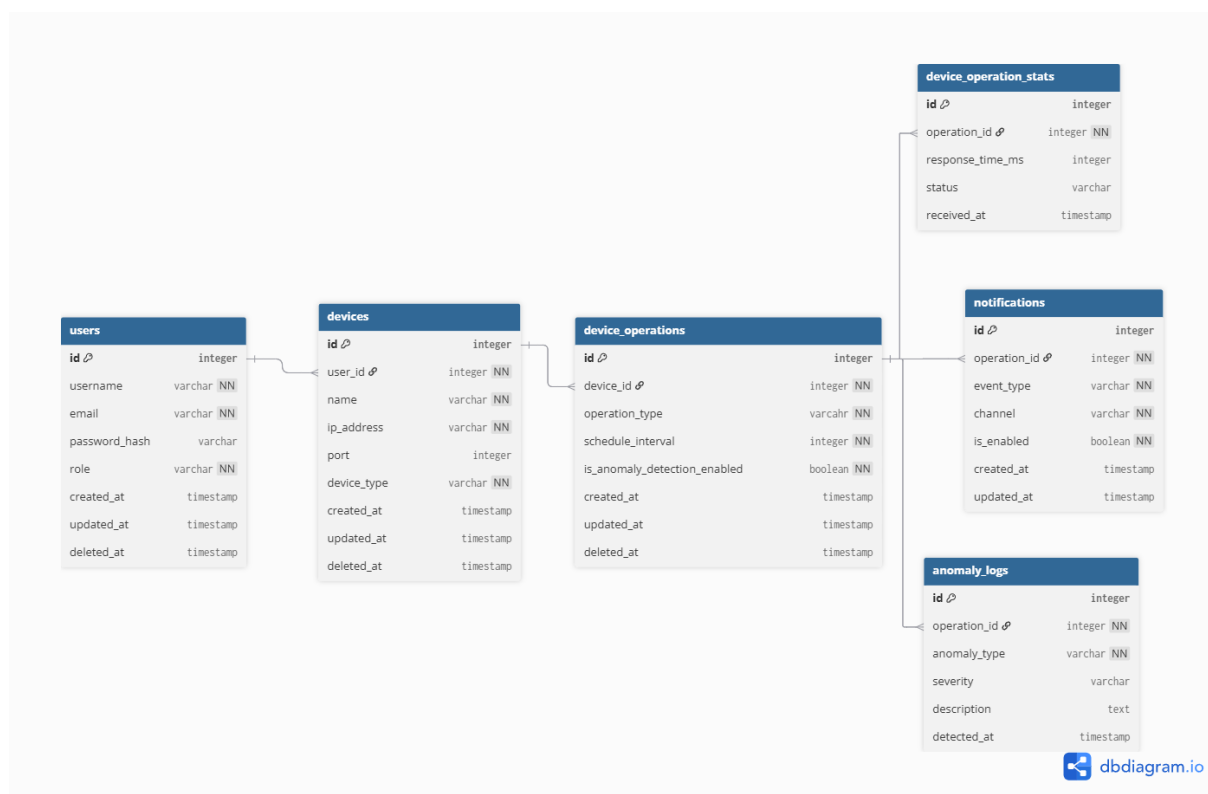 users
id integer
username varchar NN
email varchar NN
password_hash varchar
role varchar NN
created_at timestamp
updated_at timestamp
deleted_at timestamp
devices
id integer
user_id integer NN
name varchar NN
ip_address varchar NN
port integer
device_type varchar NN
created_at timestamp
updated_at timestamp
deleted_at timestamp
device_operations
id integer
device_id integer NN
operation_type varcahr NN
schedule_interval integer NN
is_anomaly_detection_enabled boolean NN
created_at timestamp
updated_at timestamp
deleted_at timestamp
device_operation_stats
id integer
operation_id integer NN
response_time_ms integer
status varchar
received_at timestamp
notifications
id integer
operation_id integer NN
event_type varchar NN
channel varchar NN
is_enabled boolean NN
created_at timestamp
updated_at timestamp
anomaly_logs
id integer
operation_id integer NN
anomaly_type varchar NN
severity varchar
description text
detected_at timestamp
dbdiagram.io